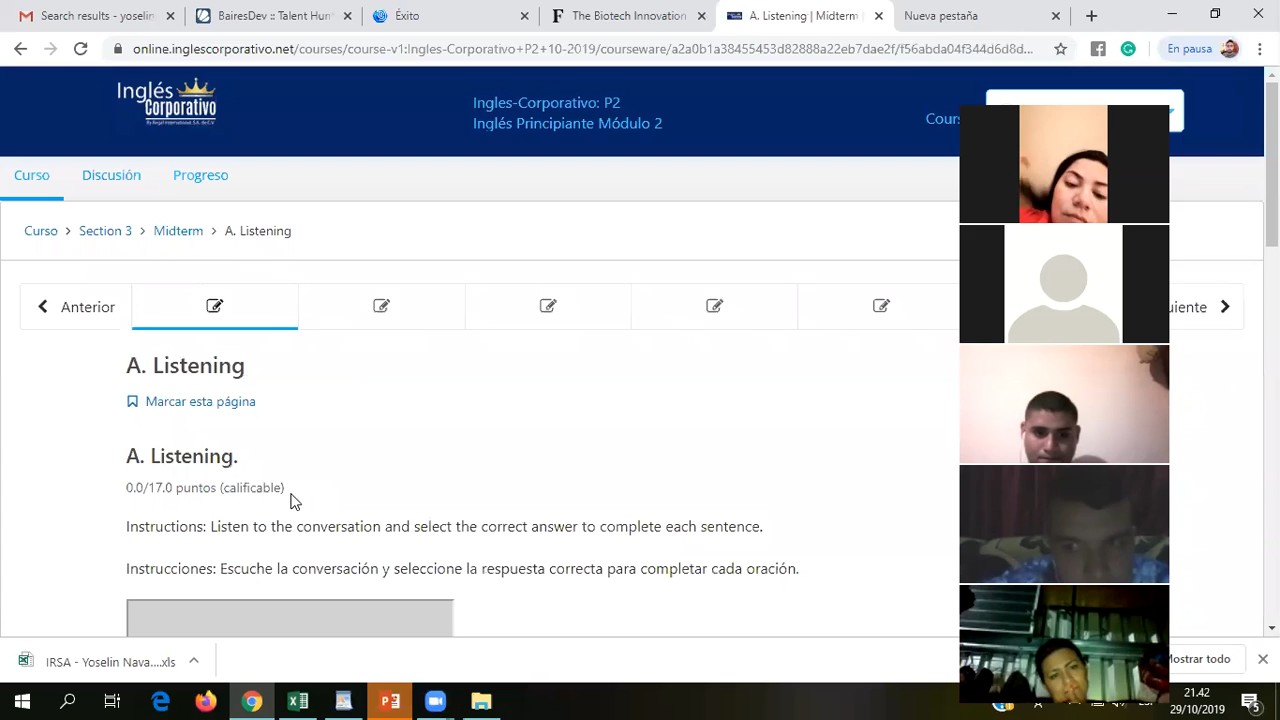 Search results - yoselin
BairesDev :: Talent Hun
Éxito
The Biotech Innovation
A. Listening | Midterm
Nueva pestaña
online.inglescorporativo.net/courses/course-v1:Ingles-Corporativo+P2+10-2019/courseware/a2a0b1a38455453d82888a22eb7dae2f/f56abda04f344d6d8d...
En pausa
Inglés
Corporativo
Ingles-Corporativo: P2
Inglés Principiante Módulo 2
Cours
Curso
Discusión
Progreso
Curso > Section 3 > Midterm > A. Listening
Anterior
uiente
A. Listening
Marcar esta página
A. Listening.
0.0/17.0 puntos (calificable)
Instructions: Listen to the conversation and select the correct answer to complete each sentence.
Instrucciones: Escuche la conversación y seleccione la respuesta correcta para completar cada oración.
IRSA - Yoselin Nava....xls
Mostrar todo
21.42
29/10/2019
5